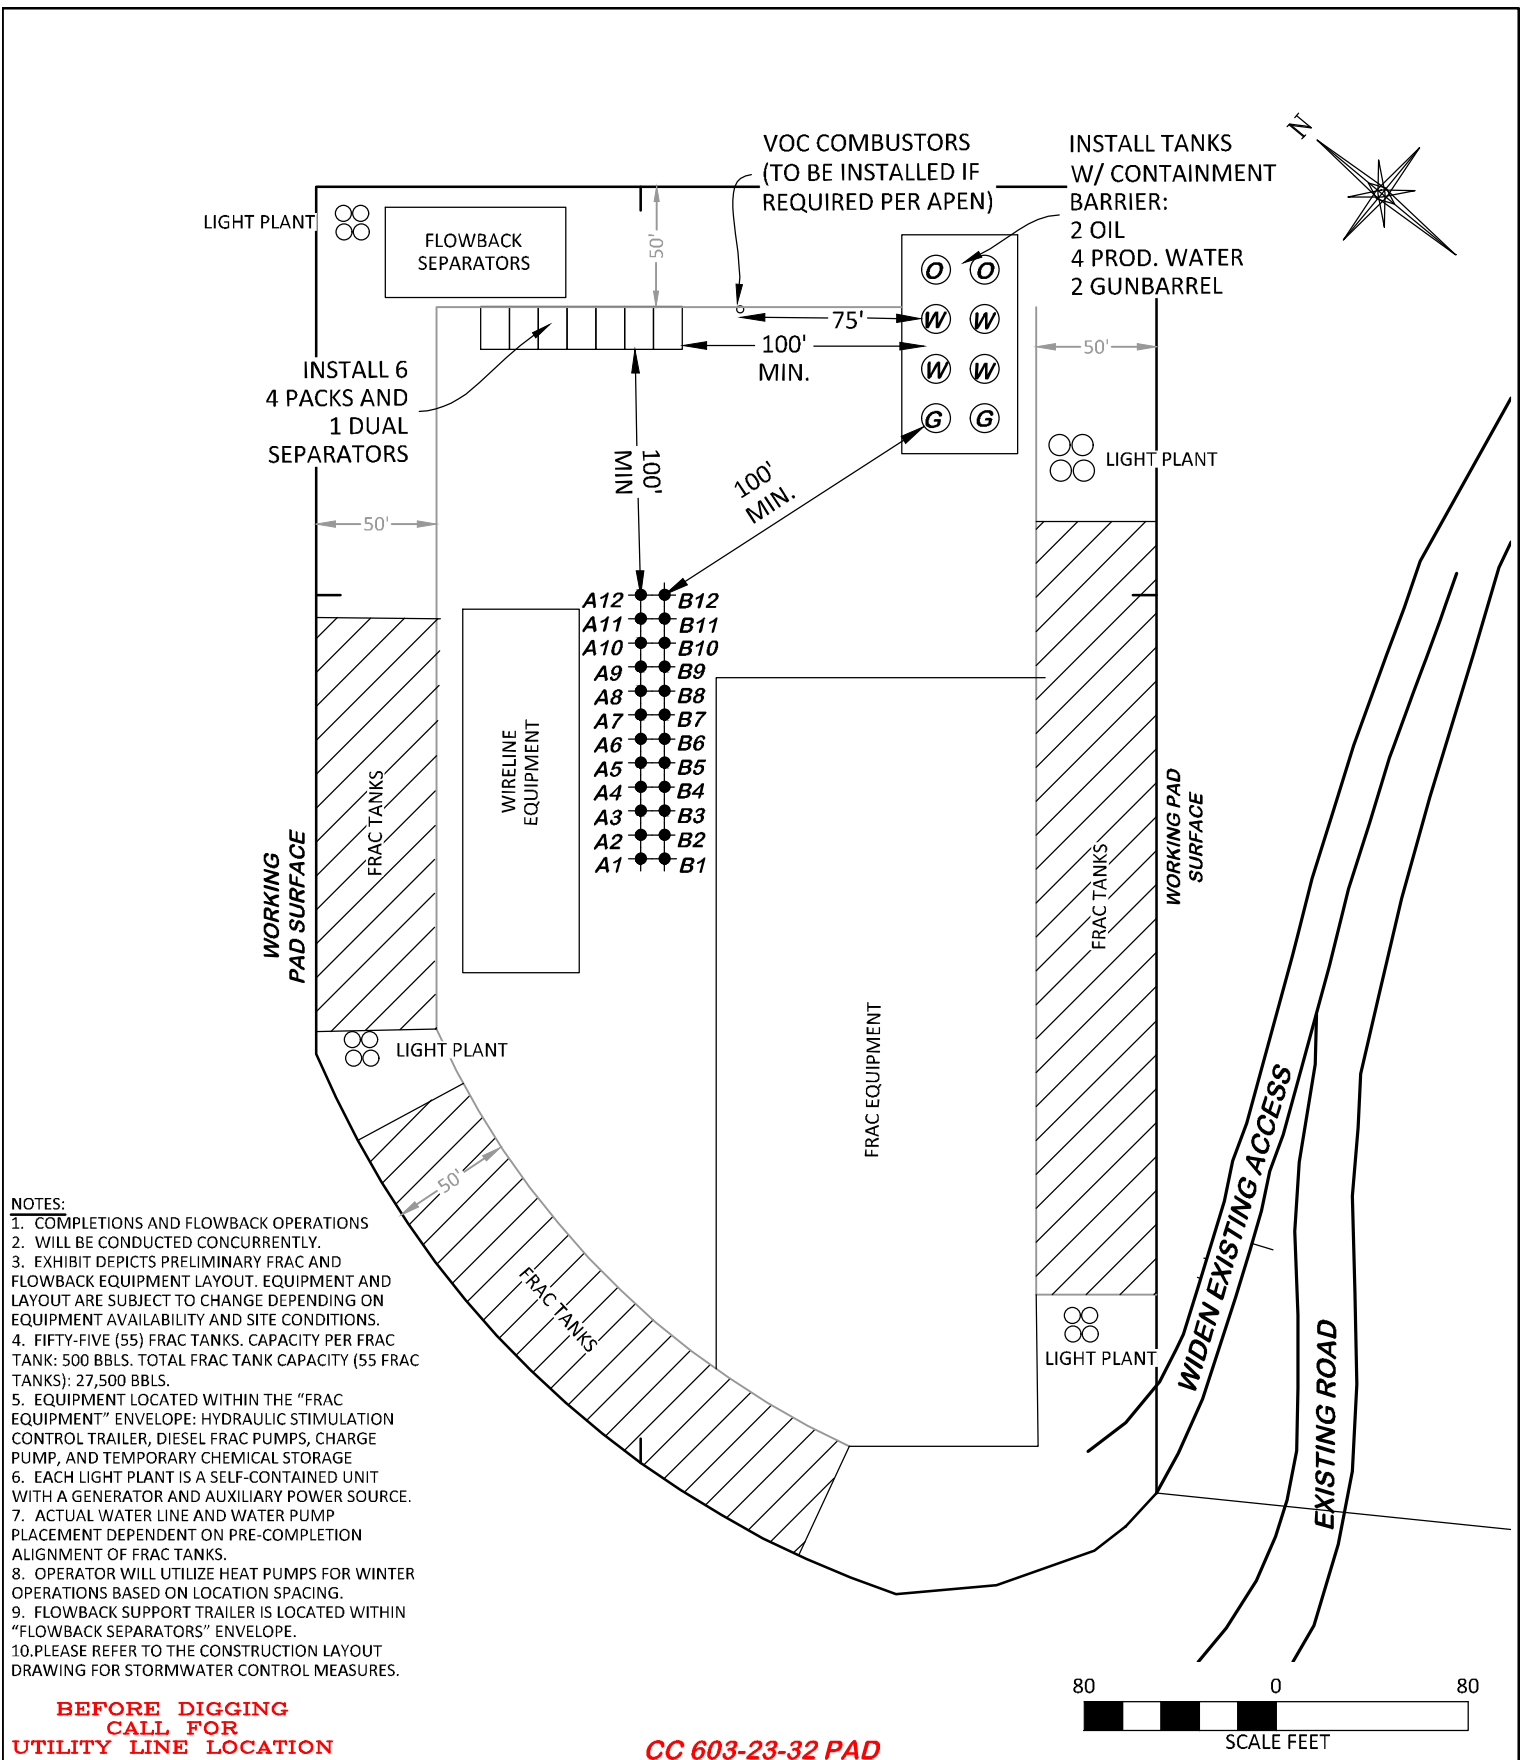 N
VOC COMBUSTORS
(TO BE INSTALLED IF
REQUIRED PER APEN)
INSTALL TANKS
W/ CONTAINMENT
BARRIER:
2 OIL
4 PROD. WATER
2 GUNBARREL
LIGHT PLANT
FLOWBACK
SEPARATORS
50'
O O
W W
W W
G G
75'
100'
MIN.
50'
INSTALL 6
4 PACKS AND
1 DUAL
SEPARATORS
100'
MIN
100'
MIN.
LIGHT PLANT
50'
A12 B12
A11 B11
A10 B10
A9 B9
A8 B8
A7 B7
A6 B6
A5 B5
A4 B4
A3 B3
A2 B2
A1 B1
WIRELINE
EQUIPMENT
FRAC TANKS
WORKING
PAD SURFACE
FRAC TANKS
WORKING PAD
SURFACE
FRAC EQUIPMENT
LIGHT PLANT
50'
FRAC TANKS
LIGHT PLANT
WIDEN EXISTING ACCESS
EXISTING ROAD
NOTES:
1. COMPLETIONS AND FLOWBACK OPERATIONS
2. WILL BE CONDUCTED CONCURRENTLY.
3. EXHIBIT DEPICTS PRELIMINARY FRAC AND
FLOWBACK EQUIPMENT LAYOUT. EQUIPMENT AND
LAYOUT ARE SUBJECT TO CHANGE DEPENDING ON
EQUIPMENT AVAILABILITY AND SITE CONDITIONS.
4. FIFTY-FIVE (55) FRAC TANKS. CAPACITY PER FRAC
TANK: 500 BBLS. TOTAL FRAC TANK CAPACITY (55 FRAC
TANKS): 27,500 BBLS.
5. EQUIPMENT LOCATED WITHIN THE “FRAC
EQUIPMENT” ENVELOPE: HYDRAULIC STIMULATION
CONTROL TRAILER, DIESEL FRAC PUMPS, CHARGE
PUMP, AND TEMPORARY CHEMICAL STORAGE
6. EACH LIGHT PLANT IS A SELF-CONTAINED UNIT
WITH A GENERATOR AND AUXILIARY POWER SOURCE.
7. ACTUAL WATER LINE AND WATER PUMP
PLACEMENT DEPENDENT ON PRE-COMPLETION
ALIGNMENT OF FRAC TANKS.
8. OPERATOR WILL UTILIZE HEAT PUMPS FOR WINTER
OPERATIONS BASED ON LOCATION SPACING.
9. FLOWBACK SUPPORT TRAILER IS LOCATED WITHIN
“FLOWBACK SEPARATORS” ENVELOPE.
10.PLEASE REFER TO THE CONSTRUCTION LAYOUT
DRAWING FOR STORMWATER CONTROL MEASURES.
BEFORE DIGGING
CALL FOR
UTILITY LINE LOCATION
CC 603-23-32 PAD
80 0 80
SCALE FEET